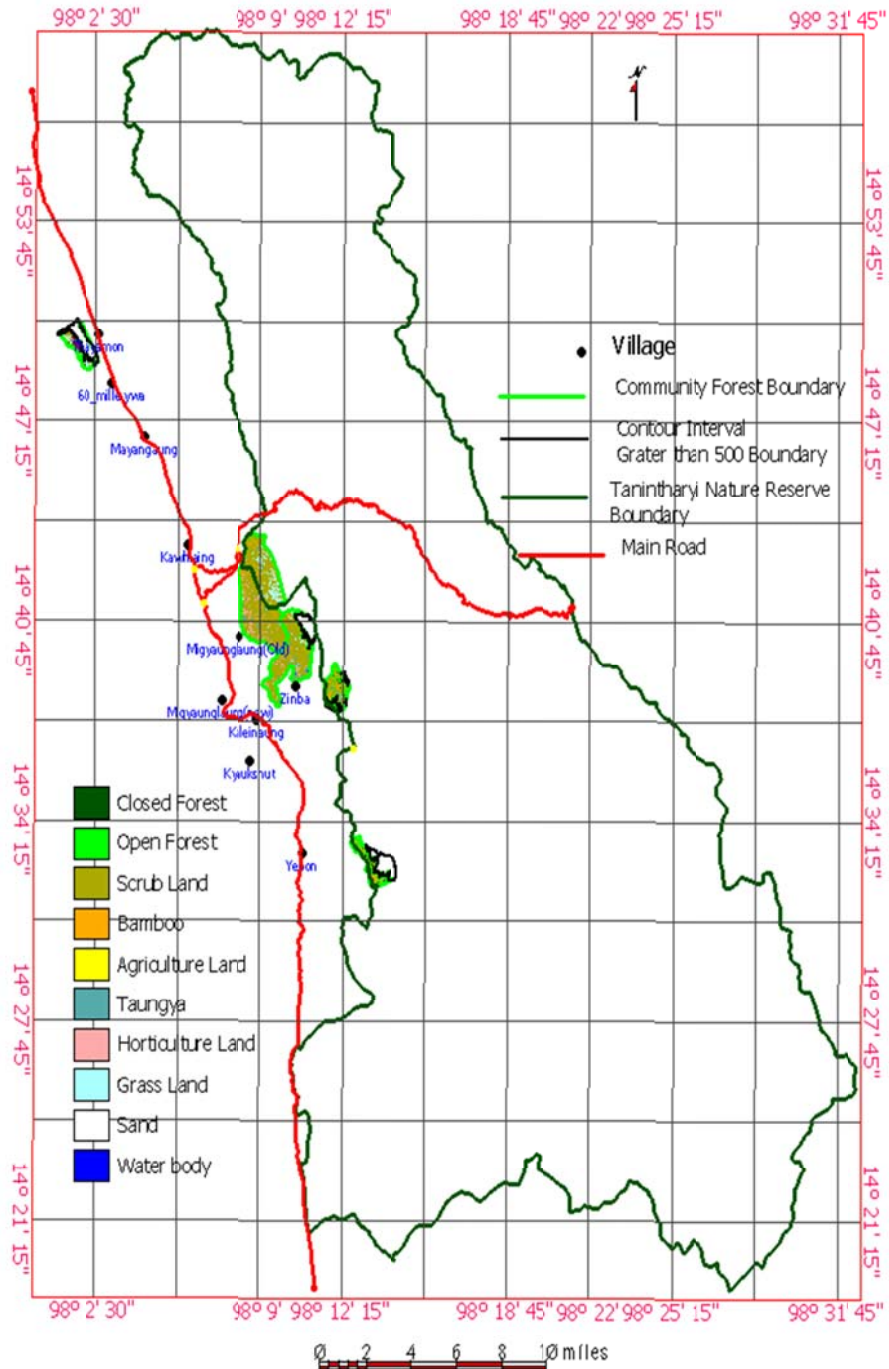 98° 2' 30" 98° 9' 98° 12' 15" 98° 18' 45" 98° 22' 98° 25' 15" 98° 31' 45"
N
14° 53' 45" 14° 53' 45"
Village
60_mille ywa
Community Forest Boundary
14° 47' 15" 14° 47' 15"
Contour Interval
Grater than 500 Boundary
Mayangaung
Tanintharyi Nature Reserve
Boundary
Main Road
14° 40' 45" 14° 40' 45"
Migyaungaung(Old)
Zinba
Kileinaung
Kyaukshut
14° 34' 15" 14° 34' 15"
Closed Forest
Open Forest
Yebon
Scrub Land
Bamboo
Agriculture Land
14° 27' 45" 14° 27' 45"
Taungya
Horticulture Land
Grass Land
Sand
Water body
14° 21' 15" 14° 21' 15"
98° 2' 30" 98° 9' 98° 12' 15" 98° 18' 45" 98° 22' 98° 25' 15" 98° 31' 45"
0 2 4 6 8 10 miles